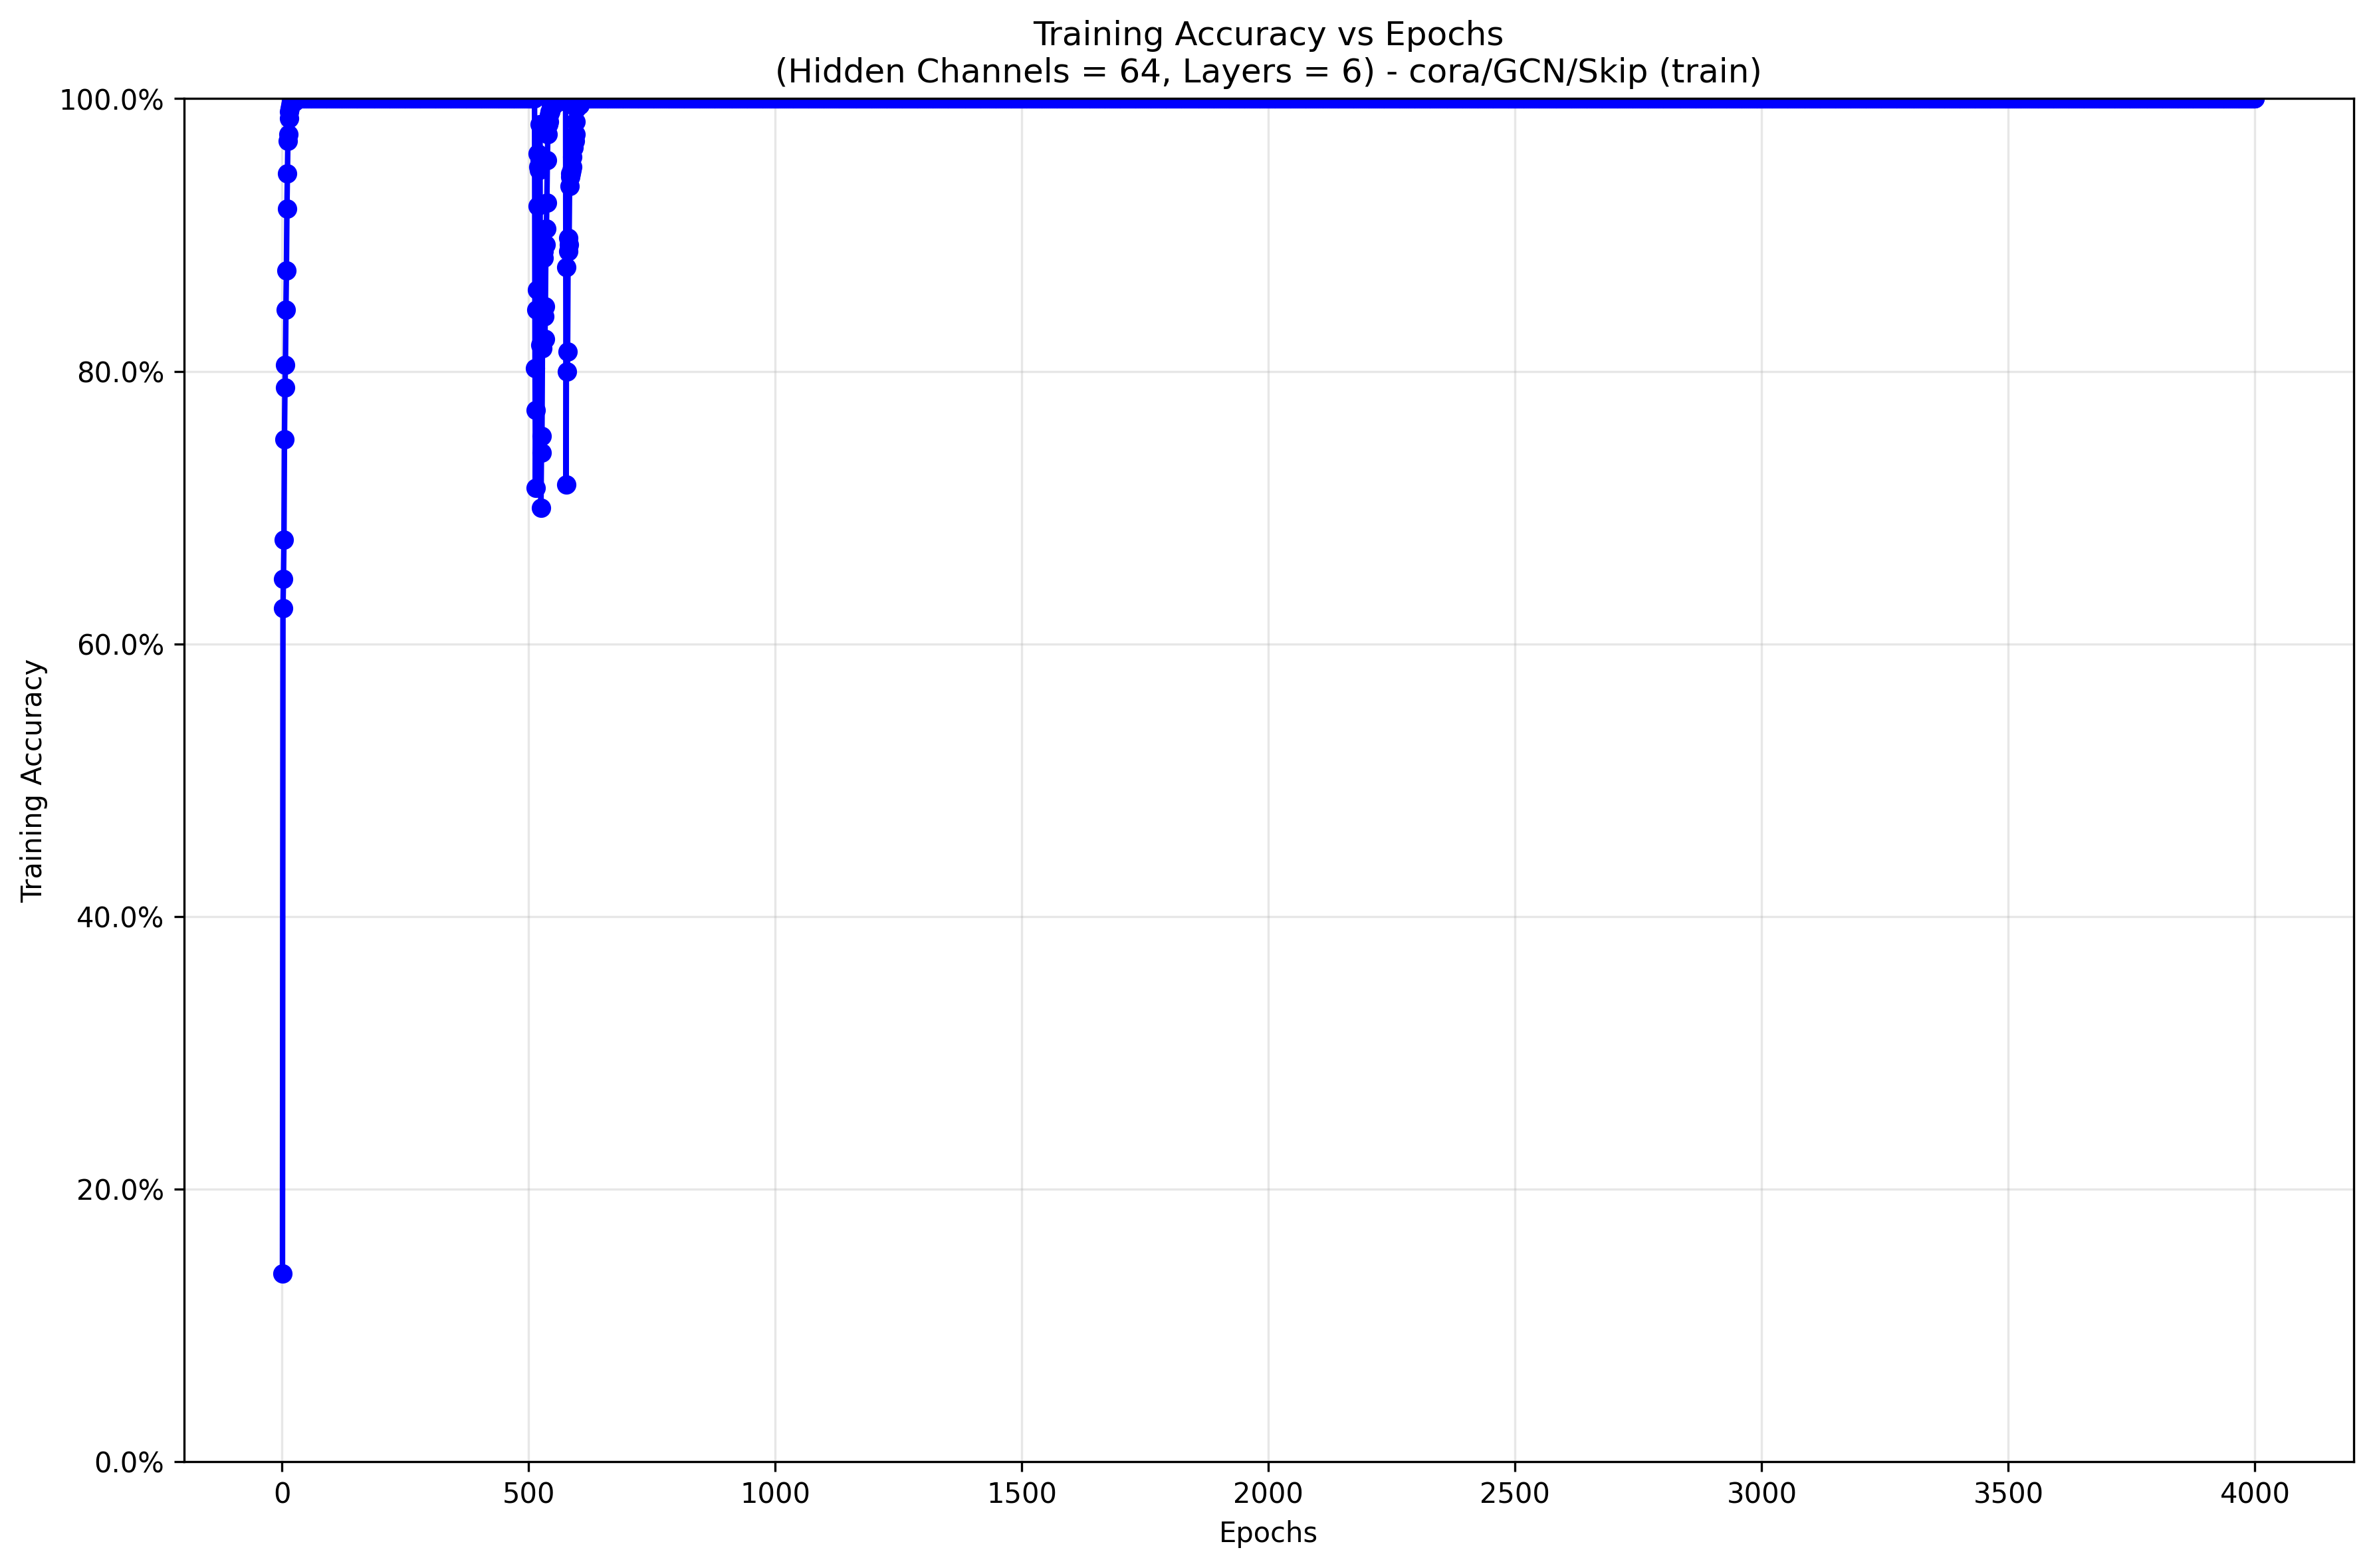 Training Accuracy vs Epochs
(Hidden Channels = 64, Layers = 6) - cora/GCN/Skip (train)
100.0%
80.0%
60.0%
40.0%
20.0%
0.0%
Training Accuracy
0 500 1000 1500 2000 2500 3000 3500 4000
Epochs